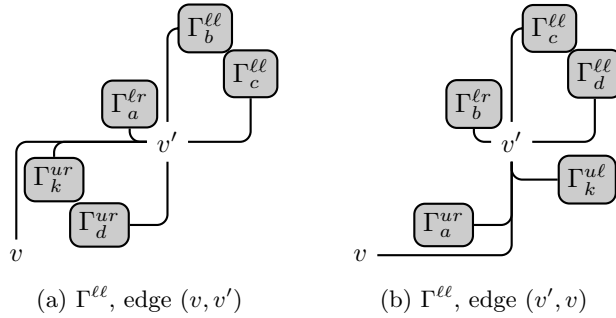 Γ_b^{ℓℓ} Γ_c^{ℓℓ}
Γ_c^{ℓℓ} Γ_d^{ℓℓ}
Γ_a^{ℓr} Γ_b^{ℓr}
v′ v′
Γ_k^{ur} Γ_k^{uℓ}
Γ_d^{ur} Γ_a^{ur}
v v
(a) Γ^{ℓℓ}, edge (v, v′) (b) Γ^{ℓℓ}, edge (v′, v)